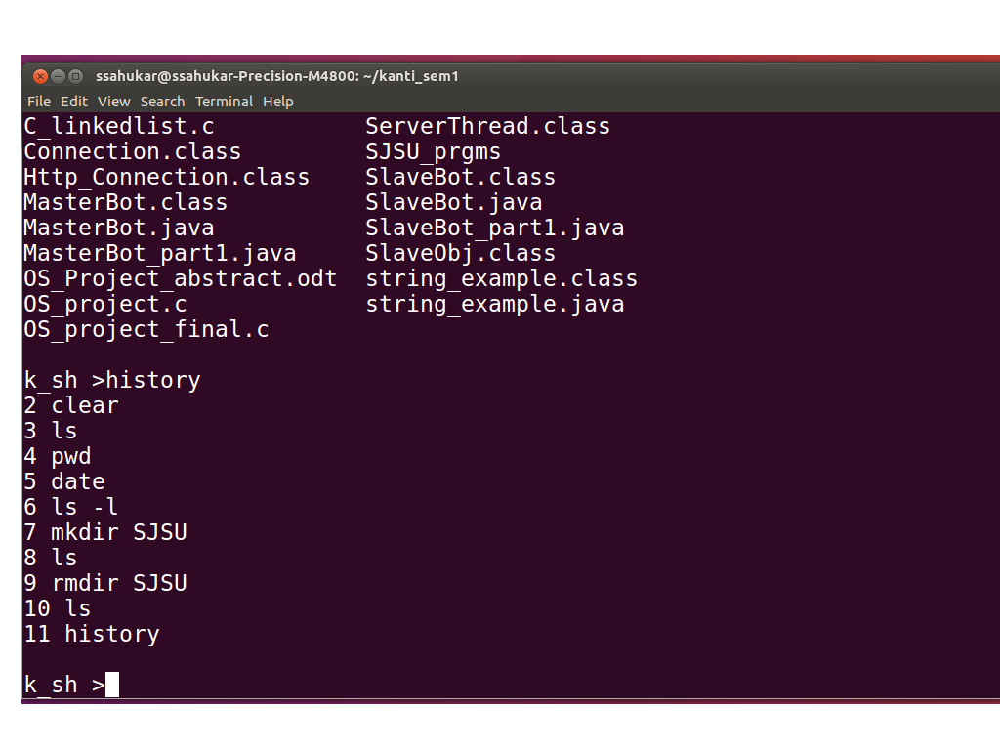 ssahukar@ssahukar-Precision-M4800: ~/kanti_sem1
File Edit View Search Terminal Help
C_linkedlist.c ServerThread.class
Connection.class SJSU_prgms
Http_Connection.class SlaveBot.class
MasterBot.class SlaveBot.java
MasterBot.java SlaveBot_part1.java
MasterBot_part1.java SlaveObj.class
OS_Project_abstract.odt string_example.class
OS_project.c string_example.java
OS_project_final.c
k_sh >history
2 clear
3 ls
4 pwd
5 date
6 ls -l
7 mkdir SJSU
8 ls
9 rmdir SJSU
10 ls
11 history
k_sh >